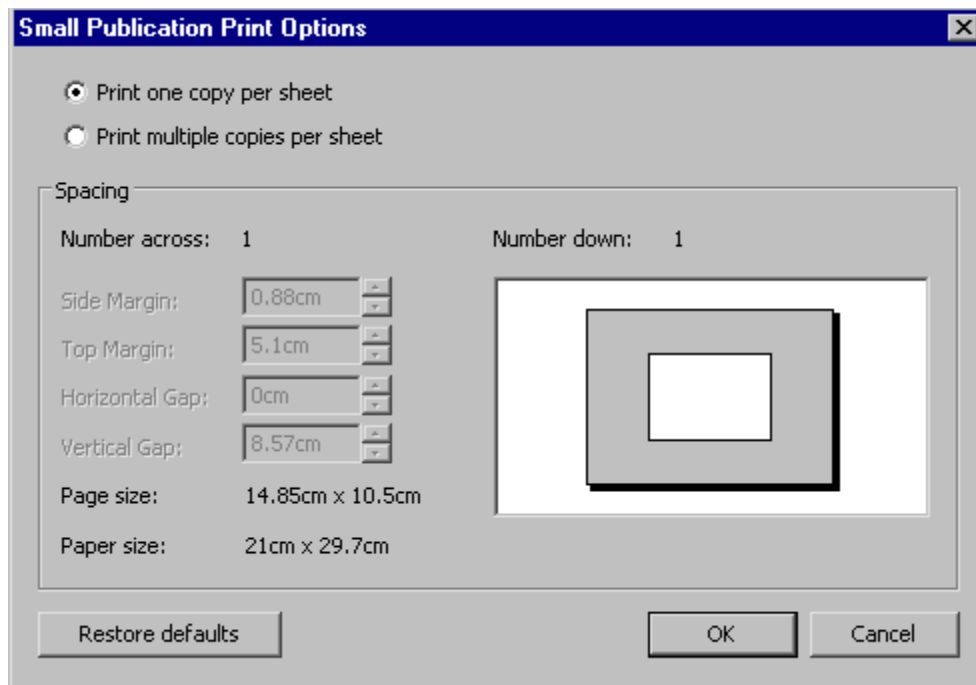 Small Publication Print Options
Print one copy per sheet
Print multiple copies per sheet
Spacing
Number across: 1
Number down: 1
Side Margin: 0.88cm
Top Margin: 5.1cm
Horizontal Gap: 0cm
Vertical Gap: 8.57cm
Page size: 14.85cm x 10.5cm
Paper size: 21cm x 29.7cm
Restore defaults
OK
Cancel